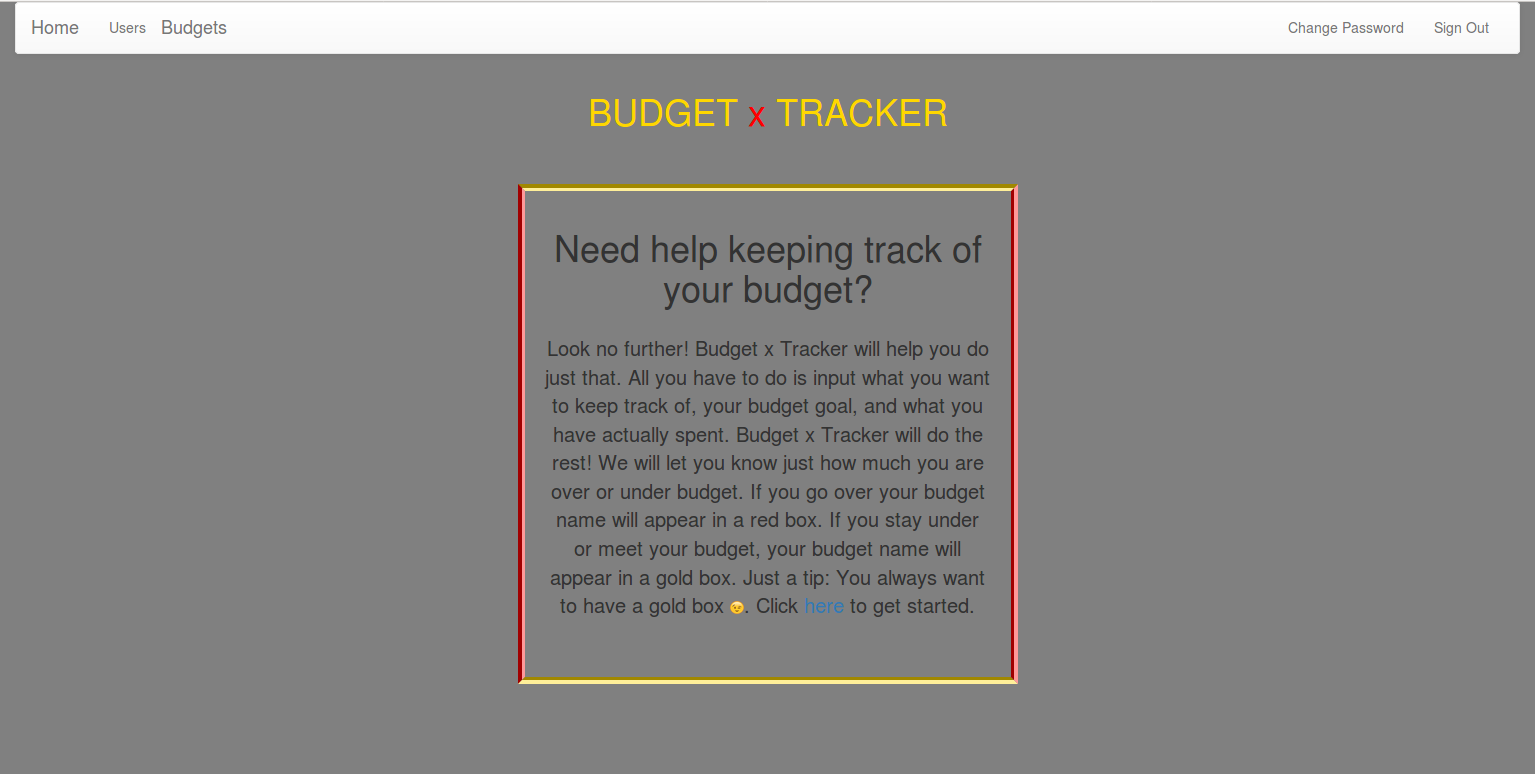 Home Users Budgets Change Password Sign Out
BUDGET x TRACKER
Need help keeping track of
your budget?
Look no further! Budget x Tracker will help you do
just that. All you have to do is input what you want
to keep track of, your budget goal, and what you
have actually spent. Budget x Tracker will do the
rest! We will let you know just how much you are
over or under budget. If you go over your budget
name will appear in a red box. If you stay under
or meet your budget, your budget name will
appear in a gold box. Just a tip: You always want
to have a gold box 😉. Click here to get started.